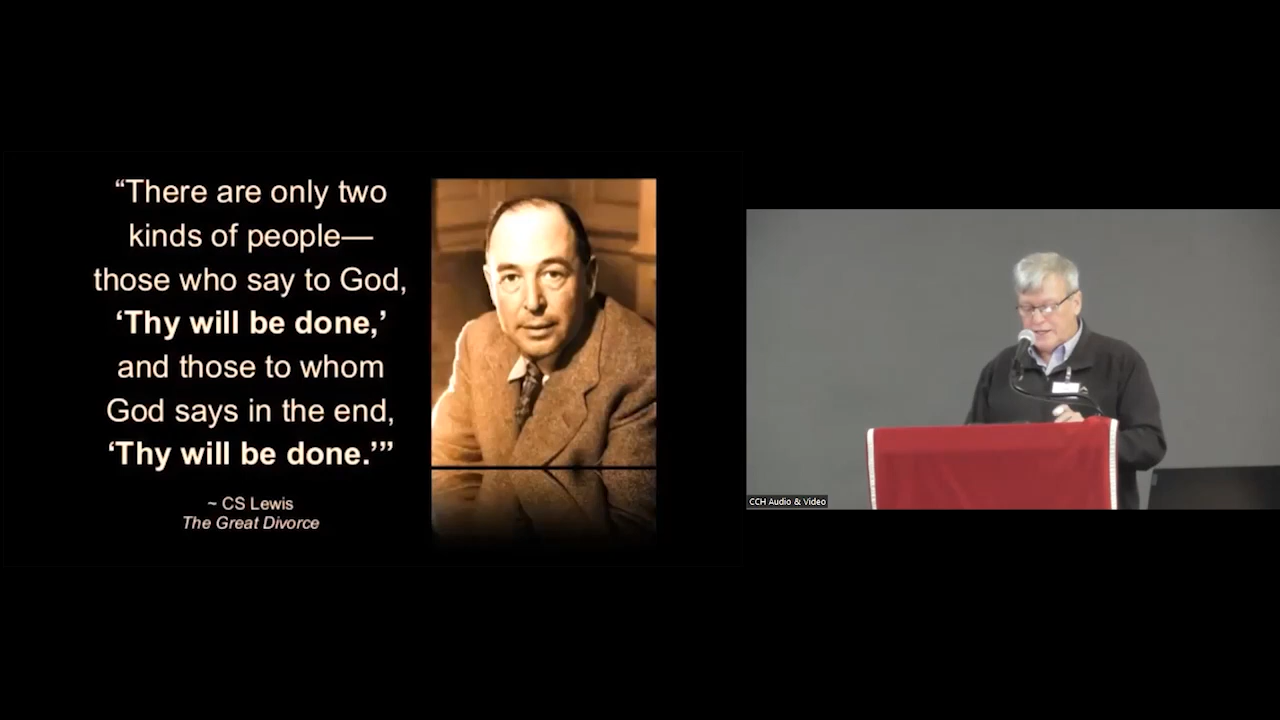 “There are only two
kinds of people—
those who say to God,
‘Thy will be done,’
and those to whom
God says in the end,
‘Thy will be done.’”
~ CS Lewis
The Great Divorce
CCH Audio & Video